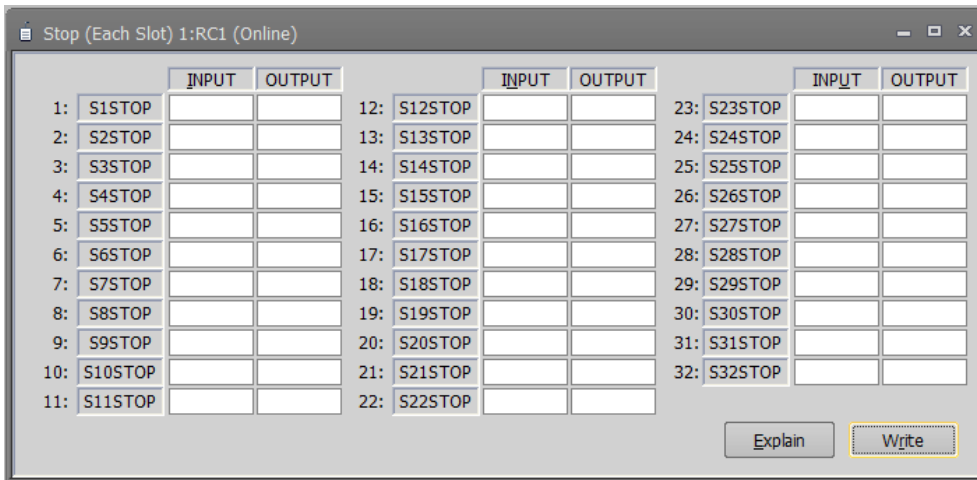 Stop (Each Slot) 1:RC1 (Online)
INPUT OUTPUT INPUT OUTPUT INPUT OUTPUT
1: S1STOP 12: S12STOP 23: S23STOP
2: S2STOP 13: S13STOP 24: S24STOP
3: S3STOP 14: S14STOP 25: S25STOP
4: S4STOP 15: S15STOP 26: S26STOP
5: S5STOP 16: S16STOP 27: S27STOP
6: S6STOP 17: S17STOP 28: S28STOP
7: S7STOP 18: S18STOP 29: S29STOP
8: S8STOP 19: S19STOP 30: S30STOP
9: S9STOP 20: S20STOP 31: S31STOP
10: S10STOP 21: S21STOP 32: S32STOP
11: S11STOP 22: S22STOP
Explain Write